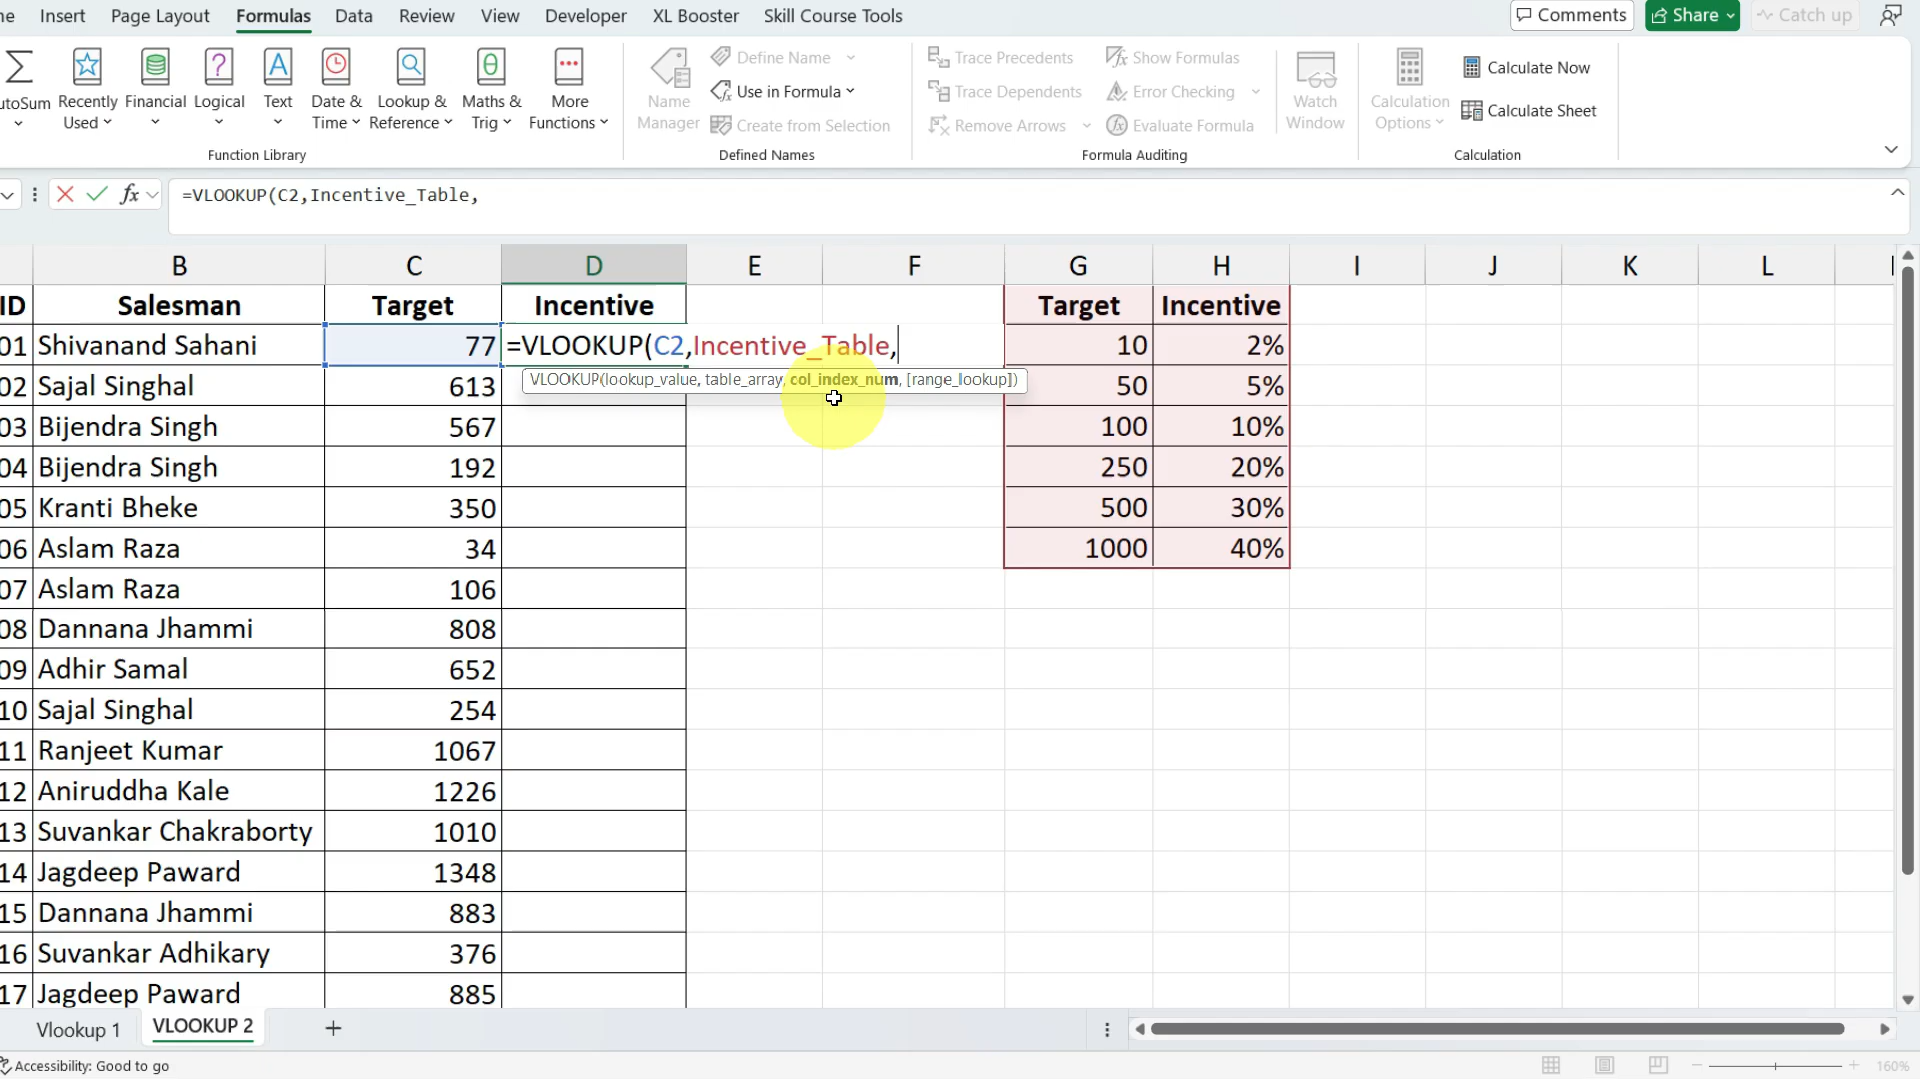 ne Insert Page Layout Formulas Data Review View Developer XL Booster Skill Course Tools Comments Share Catch up
utoSum Recently Used Financial Logical Text Date & Time Lookup & Reference Maths & Trig More Functions
Function Library
Name Manager
Define Name
Use in Formula
Create from Selection
Defined Names
Trace Precedents Show Formulas
Trace Dependents Error Checking
Remove Arrows Evaluate Formula
Watch Window
Formula Auditing
Calculation Options
Calculate Now
Calculate Sheet
Calculation
fx =VLOOKUP(C2,Incentive_Table,
B C D E F G H I J K L
ID Salesman Target Incentive Target Incentive
01 Shivanand Sahani 77 =VLOOKUP(C2,Incentive_Table, 10 2%
VLOOKUP(lookup_value, table_array, col_index_num, [range_lookup])
02 Sajal Singhal 613 50 5%
03 Bijendra Singh 567 100 10%
04 Bijendra Singh 192 250 20%
05 Kranti Bheke 350 500 30%
06 Aslam Raza 34 1000 40%
07 Aslam Raza 106
08 Dannana Jhammi 808
09 Adhir Samal 652
10 Sajal Singhal 254
11 Ranjeet Kumar 1067
12 Aniruddha Kale 1226
13 Suvankar Chakraborty 1010
14 Jagdeep Paward 1348
15 Dannana Jhammi 883
16 Suvankar Adhikary 376
17 Jagdeep Paward 885
Vlookup 1 VLOOKUP 2 +
Accessibility: Good to go 160%